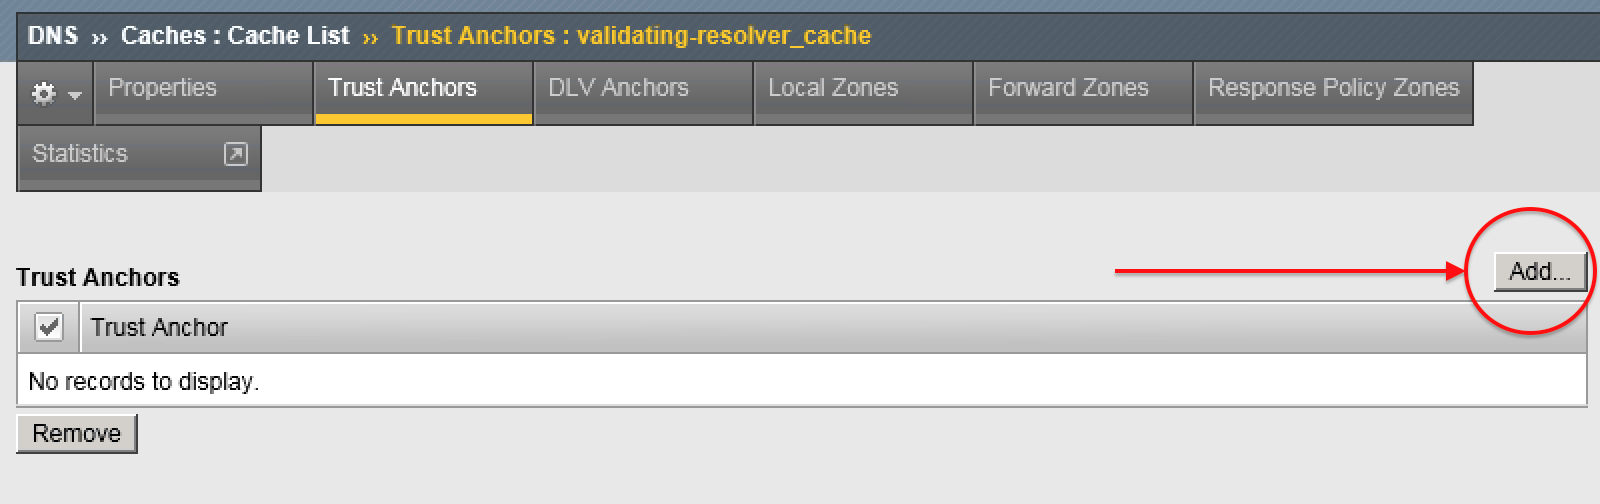 DNS ›› Caches : Cache List ›› Trust Anchors : validating-resolver_cache
Properties Trust Anchors DLV Anchors Local Zones Forward Zones Response Policy Zones
Statistics
Add...
Trust Anchors
Trust Anchor
No records to display.
Remove